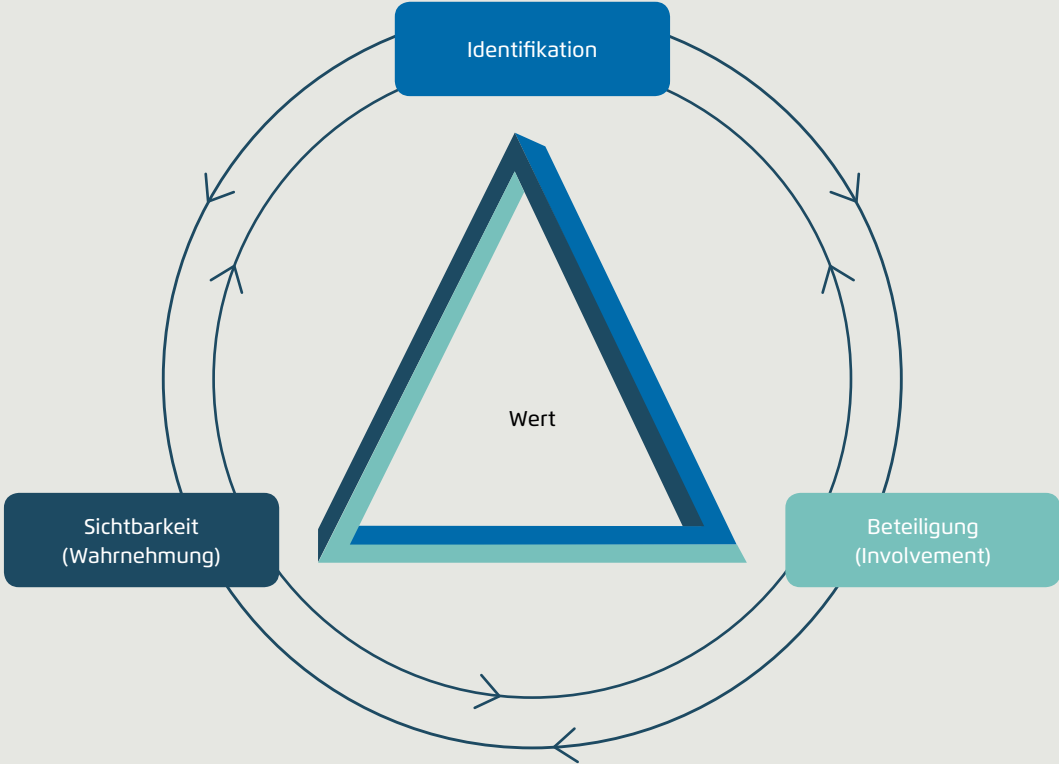 Identifikation
Wert
Sichtbarkeit
(Wahrnehmung)
Beteiligung
(Involvement)